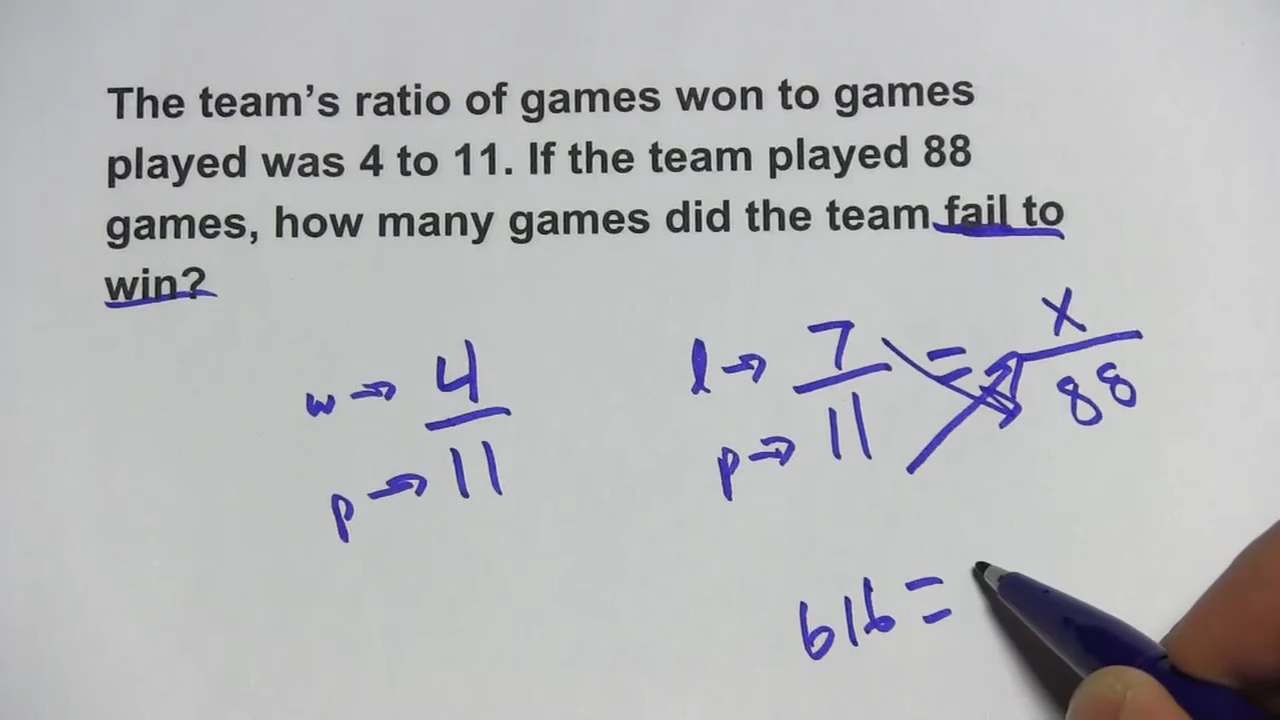 The team's ratio of games won to games
played was 4 to 11. If the team played 88
games, how many games did the team fail to
win?
w → 4/11
p →
l → 7/11 = x/88
p →
616 =